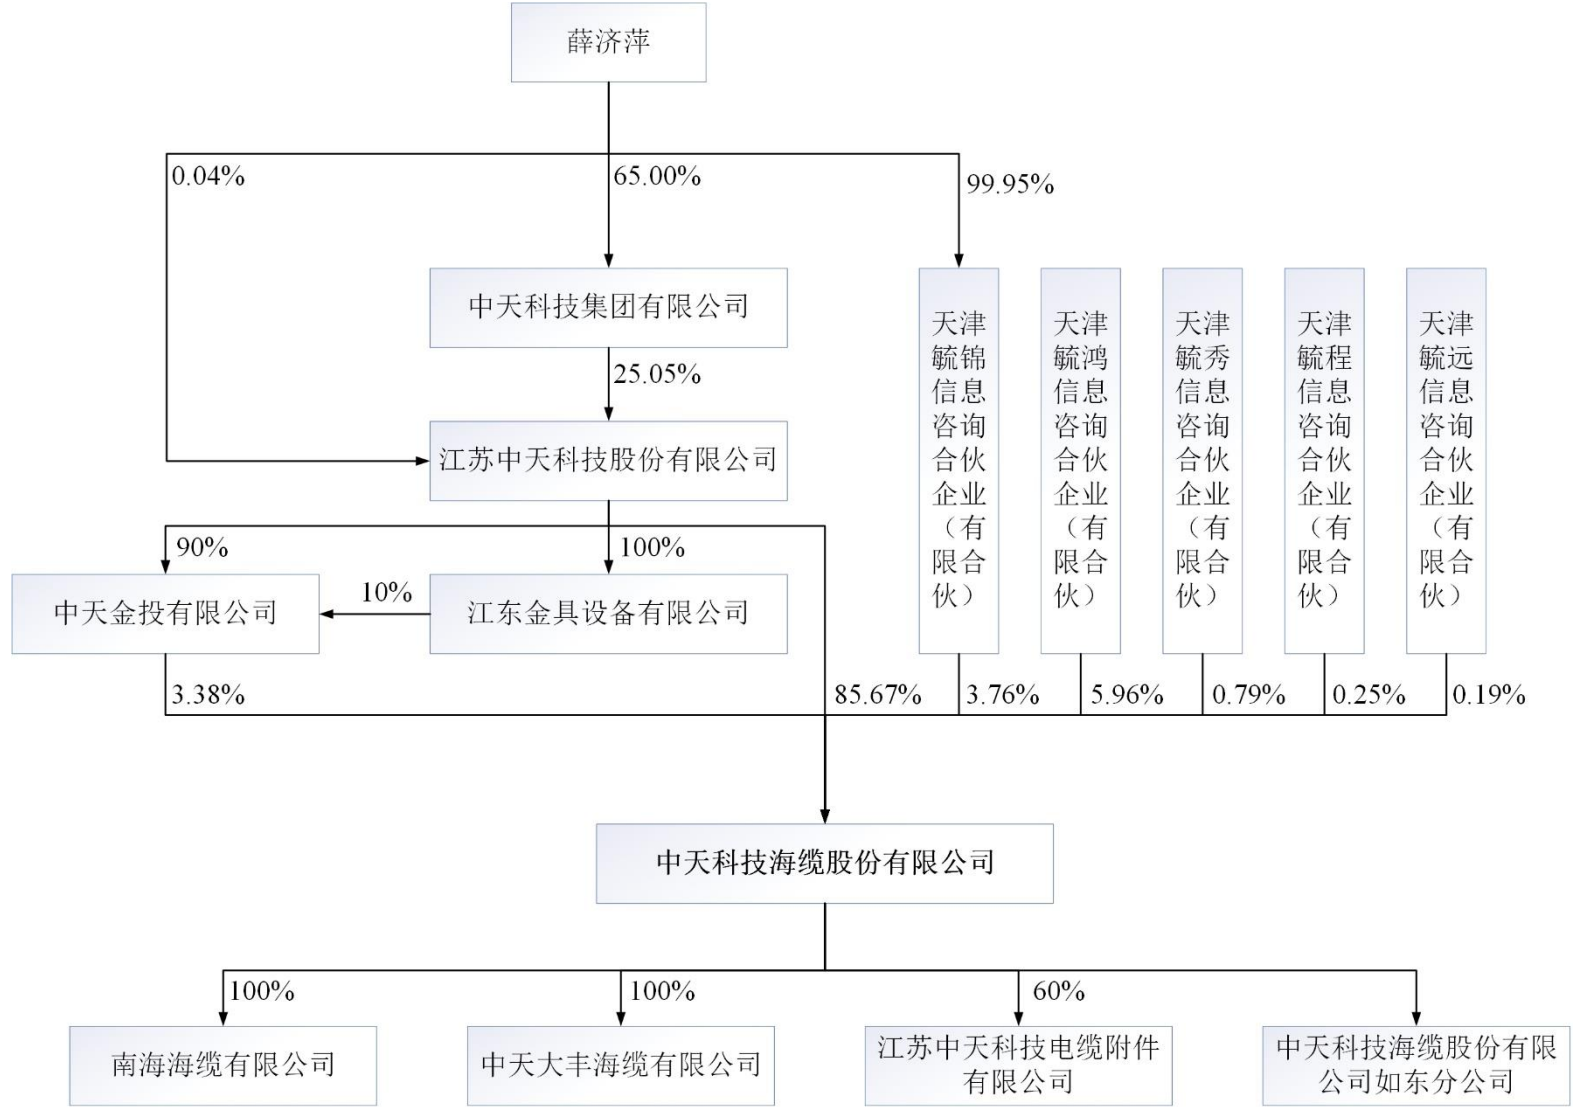 薛济萍
0.04%
65.00%
99.95%
中天科技集团有限公司
25.05%
江苏中天科技股份有限公司
天津
毓锦
信息
咨询
合伙
企业
（有
限合
伙）
天津
毓鸿
信息
咨询
合伙
企业
（有
限合
伙）
天津
毓秀
信息
咨询
合伙
企业
（有
限合
伙）
天津
毓程
信息
咨询
合伙
企业
（有
限合
伙）
天津
毓远
信息
咨询
合伙
企业
（有
限合
伙）
90%
100%
中天金投有限公司
10%
江东金具设备有限公司
3.38%
85.67%
3.76%
5.96%
0.79%
0.25%
0.19%
中天科技海缆股份有限公司
100%
100%
60%
南海海缆有限公司
中天大丰海缆有限公司
江苏中天科技电缆附件
有限公司
中天科技海缆股份有限
公司如东分公司